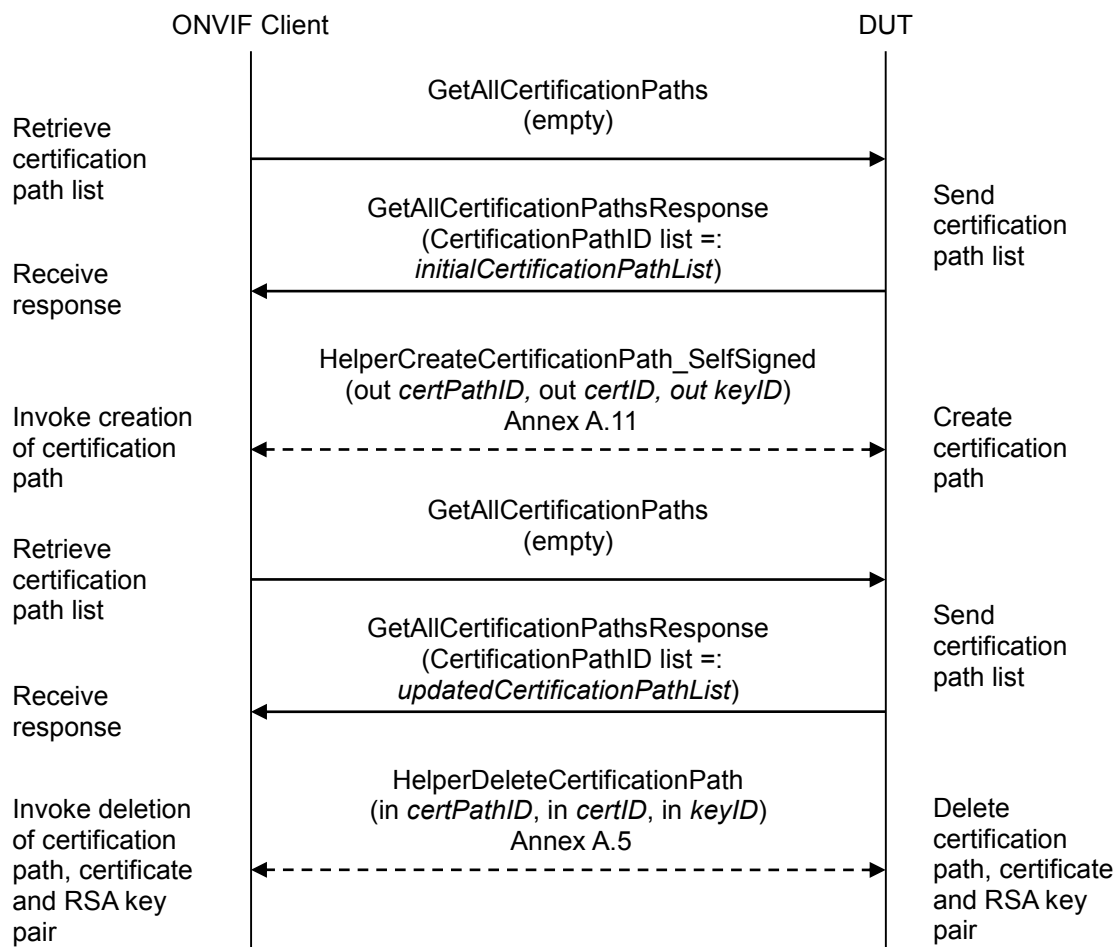 ONVIF Client
DUT
GetAllCertificationPaths
(empty)
Retrieve
certification
path list
GetAllCertificationPathsResponse
(CertificationPathID list =:
initialCertificationPathList)
Send
certification
path list
Receive
response
HelperCreateCertificationPath_SelfSigned
(out certPathID, out certID, out keyID)
Annex A.11
Invoke creation
of certification
path
Create
certification
path
GetAllCertificationPaths
(empty)
Retrieve
certification
path list
GetAllCertificationPathsResponse
(CertificationPathID list =:
updatedCertificationPathList)
Send
certification
path list
Receive
response
HelperDeleteCertificationPath
(in certPathID, in certID, in keyID)
Annex A.5
Invoke deletion
of certification
path, certificate
and RSA key
pair
Delete
certification
path, certificate
and RSA key
pair